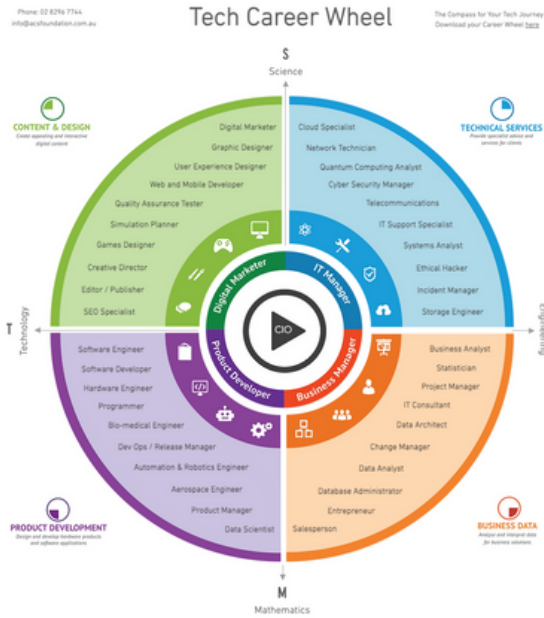 Phone: 02 8296 7744
info@acsfoundation.com.au
Tech Career Wheel
The Compass for Your Tech Journey
Download your Career Wheel here
S
Science
CONTENT & DESIGN
Create appealing and interactive
digital content
TECHNICAL SERVICES
Provide specialist advice and
services for clients
Digital Marketer
Graphic Designer
User Experience Designer
Web and Mobile Developer
Quality Assurance Tester
Simulation Planner
Games Designer
Creative Director
Editor / Publisher
SEO Specialist
Cloud Specialist
Network Technician
Quantum Computing Analyst
Cyber Security Manager
Telecommunications
IT Support Specialist
Systems Analyst
Ethical Hacker
Incident Manager
Storage Engineer
Digital Marketer
IT Manager
CIO
Product Developer
Business Manager
T
Technology
Engineering
Software Engineer
Software Developer
Hardware Engineer
Programmer
Bio-medical Engineer
Dev Ops / Release Manager
Automation & Robotics Engineer
Aerospace Engineer
Product Manager
Data Scientist
Business Analyst
Statistician
Project Manager
IT Consultant
Data Architect
Change Manager
Data Analyst
Database Administrator
Entrepreneur
Salesperson
PRODUCT DEVELOPMENT
Design and develop hardware products
and software applications
BUSINESS DATA
Analyse and interpret data
for business solutions
M
Mathematics